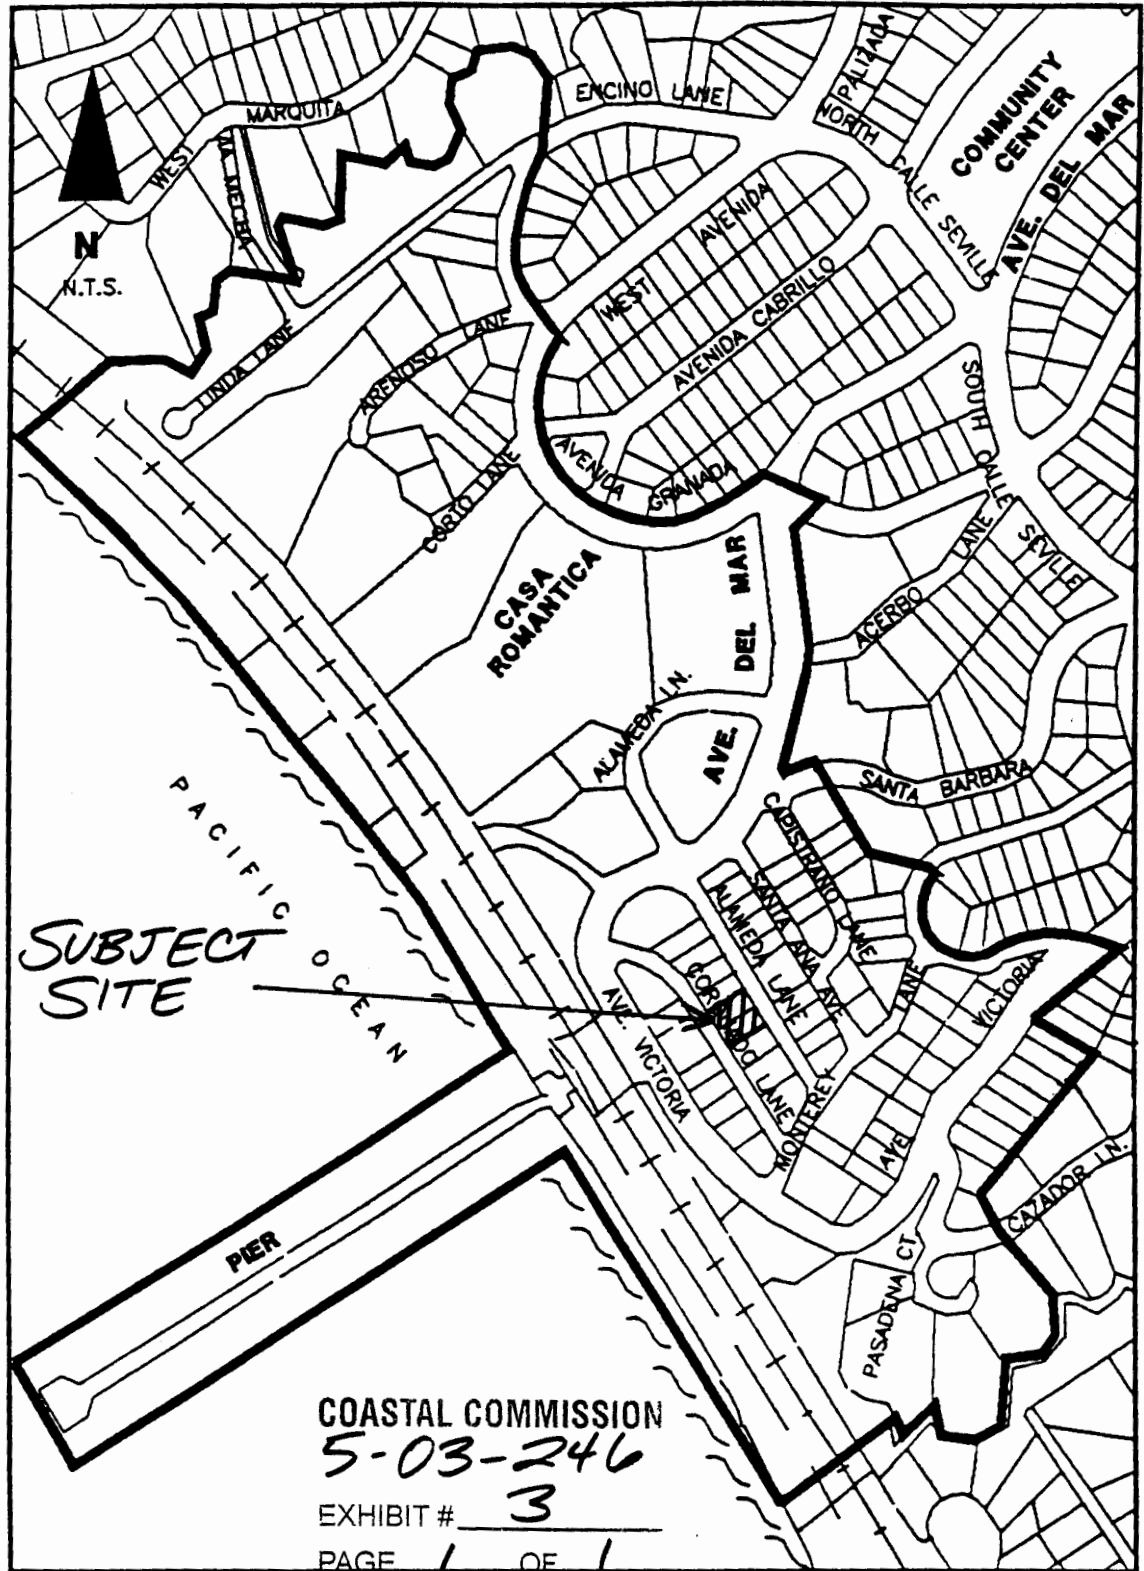 ENCINO LANE
NORTH PALIZADA
COMMUNITY
CENTER
MARQUITA
WEST
VIA MECHA
CALLE SEVILLE
AVE. DEL MAR
N
N.T.S.
WEST AVENIDA
AVENIDA CABRILLO
LINDA LANE
ARENOSO LANE
CORTO LANE
AVENIDA GRANADA
SOUTH CALLE SEVILLE
ACERBO LANE
CASA
ROMANTICA
AVE. DEL MAR
ALAMEDA LN.
SANTA BARBARA
CAPISTRANO LANE
SANTA ANA AVE
ALAMEDA LANE
PACIFIC OCEAN
SUBJECT
SITE
AVE. VICTORIA
LANE
MONTEREY
AVE.
VICTORIA
CAZADOR LN.
PASADENA CT.
PIER
COASTAL COMMISSION
5-03-246
EXHIBIT # 3
PAGE 1 OF 1